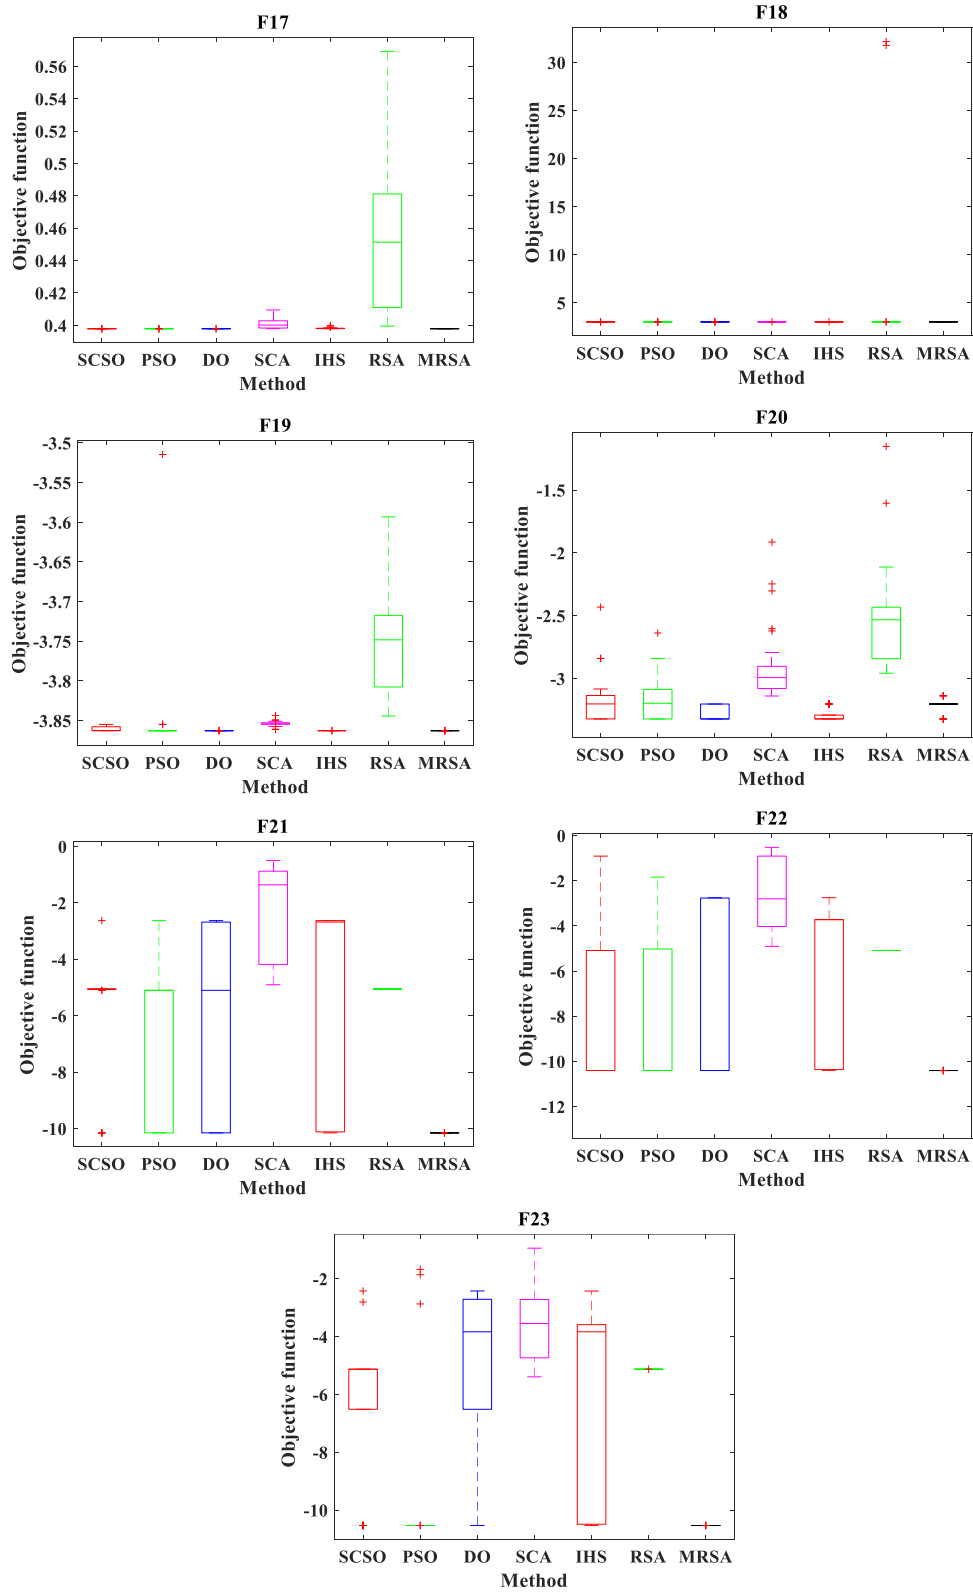 F17
Objective function
0.56
0.54
0.52
0.5
0.48
0.46
0.44
0.42
0.4
SCSO PSO DO SCA IHS RSA MRSA
Method
F18
Objective function
30
25
20
15
10
5
SCSO PSO DO SCA IHS RSA MRSA
Method
F19
Objective function
-3.5
-3.55
-3.6
-3.65
-3.7
-3.75
-3.8
-3.85
SCSO PSO DO SCA IHS RSA MRSA
Method
F20
Objective function
-1.5
-2
-2.5
-3
SCSO PSO DO SCA IHS RSA MRSA
Method
F21
Objective function
0
-2
-4
-6
-8
-10
SCSO PSO DO SCA IHS RSA MRSA
Method
F22
Objective function
0
-2
-4
-6
-8
-10
-12
SCSO PSO DO SCA IHS RSA MRSA
Method
F23
Objective function
-2
-4
-6
-8
-10
SCSO PSO DO SCA IHS RSA MRSA
Method